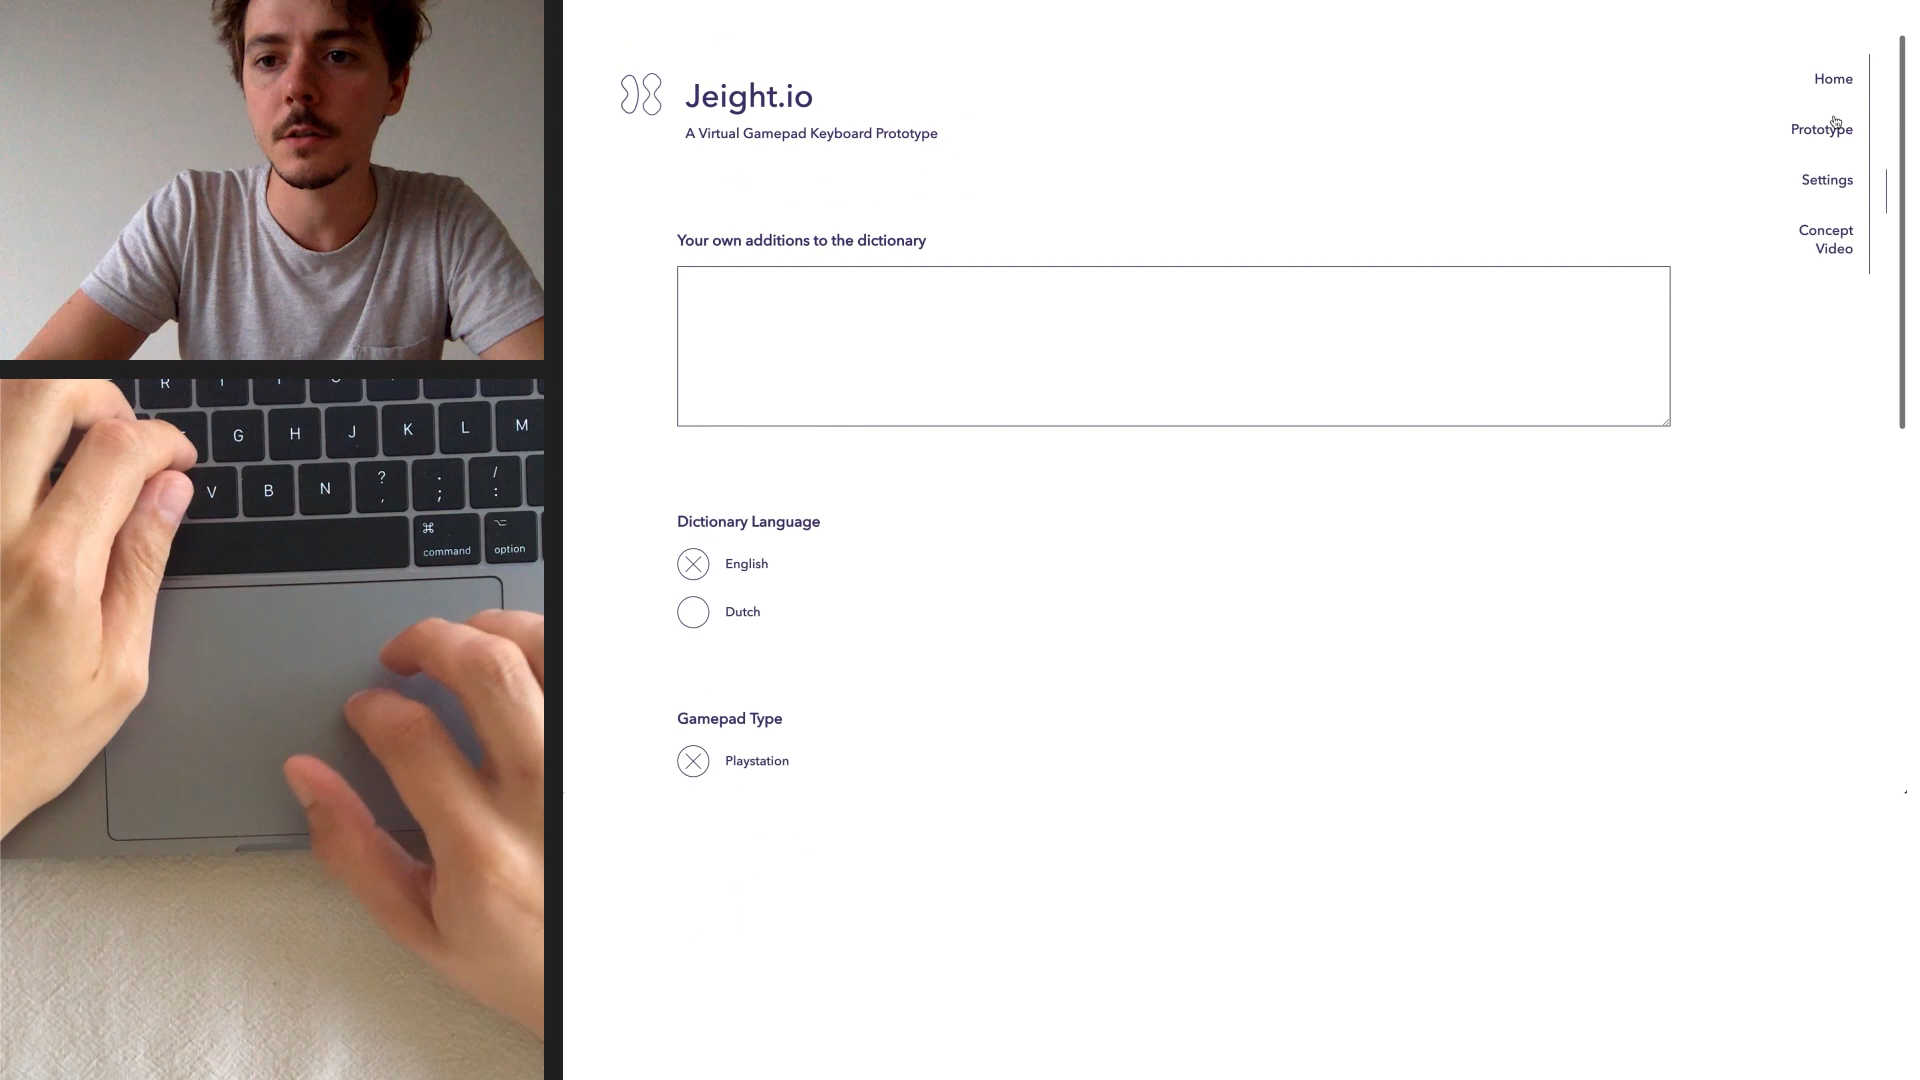 Jeight.io
A Virtual Gamepad Keyboard Prototype
Home
Prototype
Settings
Concept
Video
Your own additions to the dictionary
Dictionary Language
English
Dutch
Gamepad Type
Playstation
R
G H J K L M
V B N ? , . ; / :
⌘ ⌥
command option